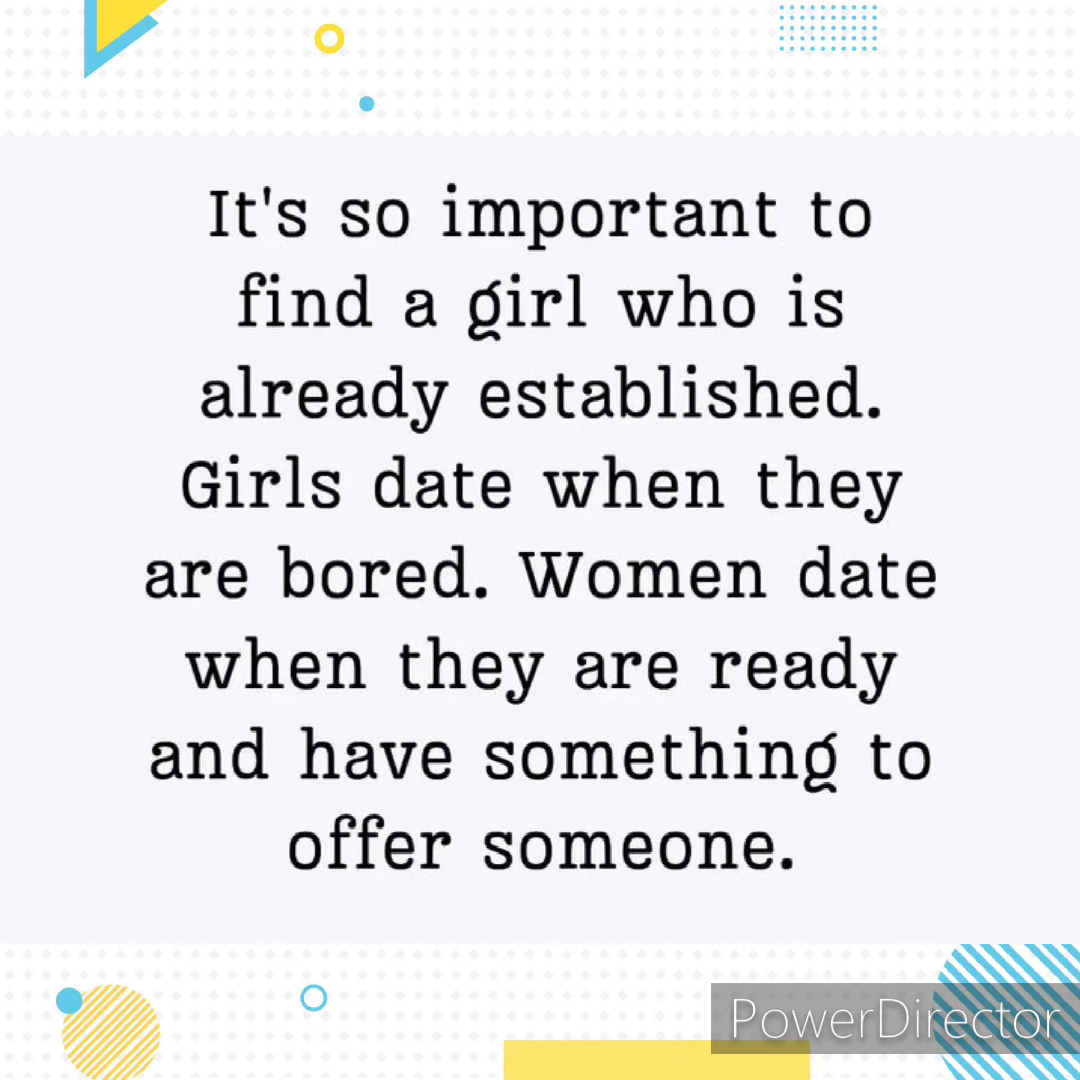 It's so important to
find a girl who is
already established.
Girls date when they
are bored. Women date
when they are ready
and have something to
offer someone.
PowerDirector